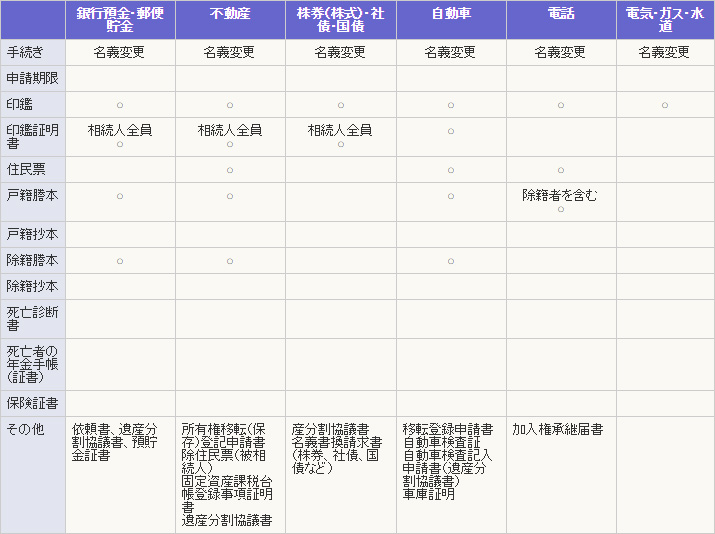 銀行預金・郵便貯金 不動産 株券(株式)・社債・国債 自動車 電話 電気・ガス・水道
手続き 名義変更 名義変更 名義変更 名義変更 名義変更 名義変更
申請期限
印鑑 ○ ○ ○ ○ ○ ○
印鑑証明書 相続人全員 ○ 相続人全員 ○ 相続人全員 ○ ○
住民票 ○ ○ ○
戸籍謄本 ○ ○ ○ 除籍者を含む ○
戸籍抄本
除籍謄本 ○ ○ ○
除籍抄本
死亡診断書
死亡者の年金手帳(証書)
保険証書
その他
依頼書、遺産分
割協議書、預貯
金証書
所有権移転(保
存)登記申請書
除住民票(被相
続人)
固定資産課税台
帳登録事項証明
書
遺産分割協議書
産分割協議書
名義書換請求書
(株券、社債、国
債など)
移転登録申請書
自動車検査証
自動車検査記入
申請書(遺産分
割協議書)
車庫証明
加入権承継届書